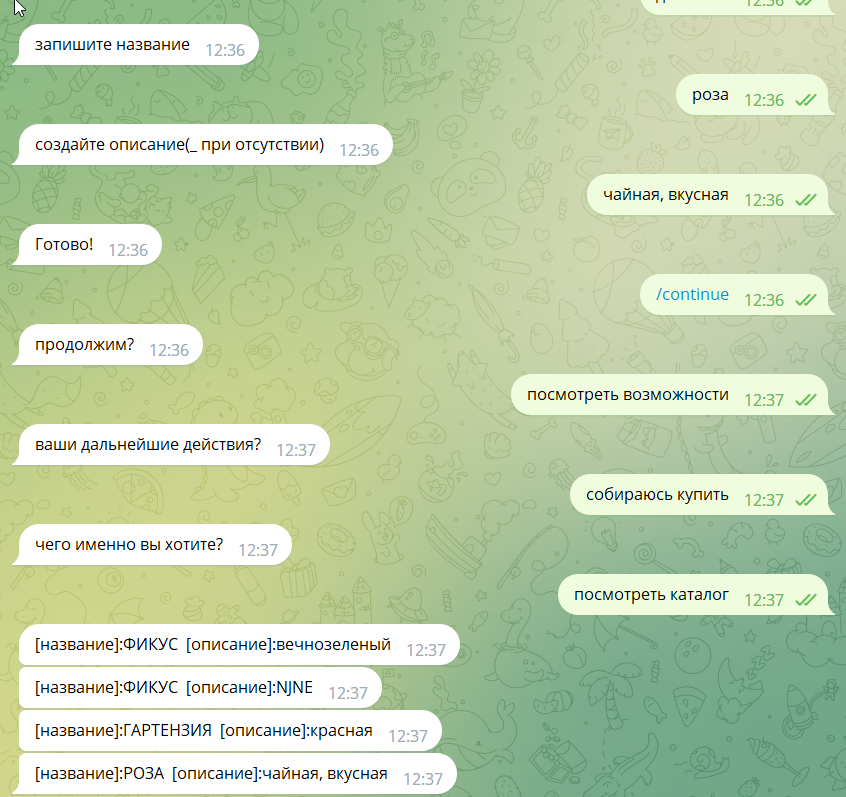 12:36
запишите название 12:36
роза 12:36
создайте описание(_ при отсутствии) 12:36
чайная, вкусная 12:36
Готово! 12:36
/continue 12:36
продолжим? 12:36
посмотреть возможности 12:37
ваши дальнейшие действия? 12:37
собираюсь купить 12:37
чего именно вы хотите? 12:37
посмотреть каталог 12:37
[название]:ФИКУС [описание]:вечнозеленый 12:37
[название]:ФИКУС [описание]:NJNE 12:37
[название]:ГАРТЕНЗИЯ [описание]:красная 12:37
[название]:РОЗА [описание]:чайная, вкусная 12:37